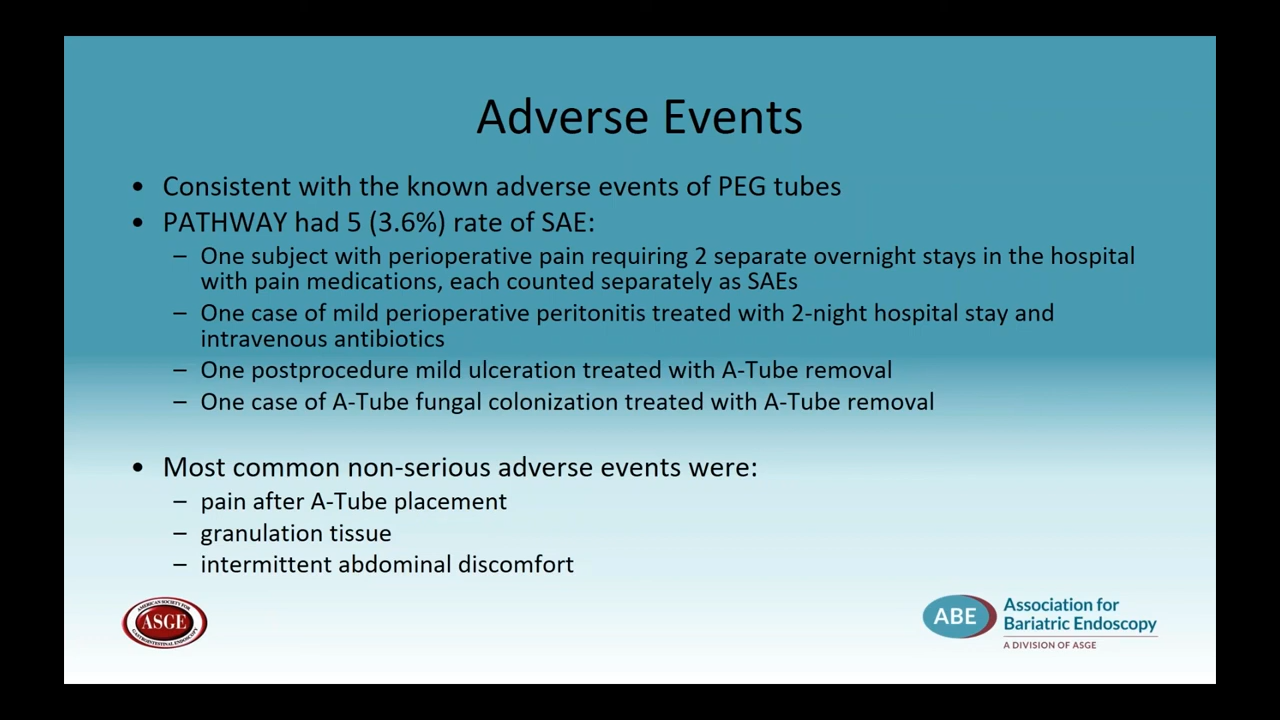 Adverse Events
• Consistent with the known adverse events of PEG tubes
• PATHWAY had 5 (3.6%) rate of SAE:
– One subject with perioperative pain requiring 2 separate overnight stays in the hospital
with pain medications, each counted separately as SAEs
– One case of mild perioperative peritonitis treated with 2-night hospital stay and
intravenous antibiotics
– One postprocedure mild ulceration treated with A-Tube removal
– One case of A-Tube fungal colonization treated with A-Tube removal
• Most common non-serious adverse events were:
– pain after A-Tube placement
– granulation tissue
– intermittent abdominal discomfort
AMERICAN SOCIETY FOR
ASGE
GASTROINTESTINAL ENDOSCOPY
ABE
Association for
Bariatric Endoscopy
A DIVISION OF ASGE